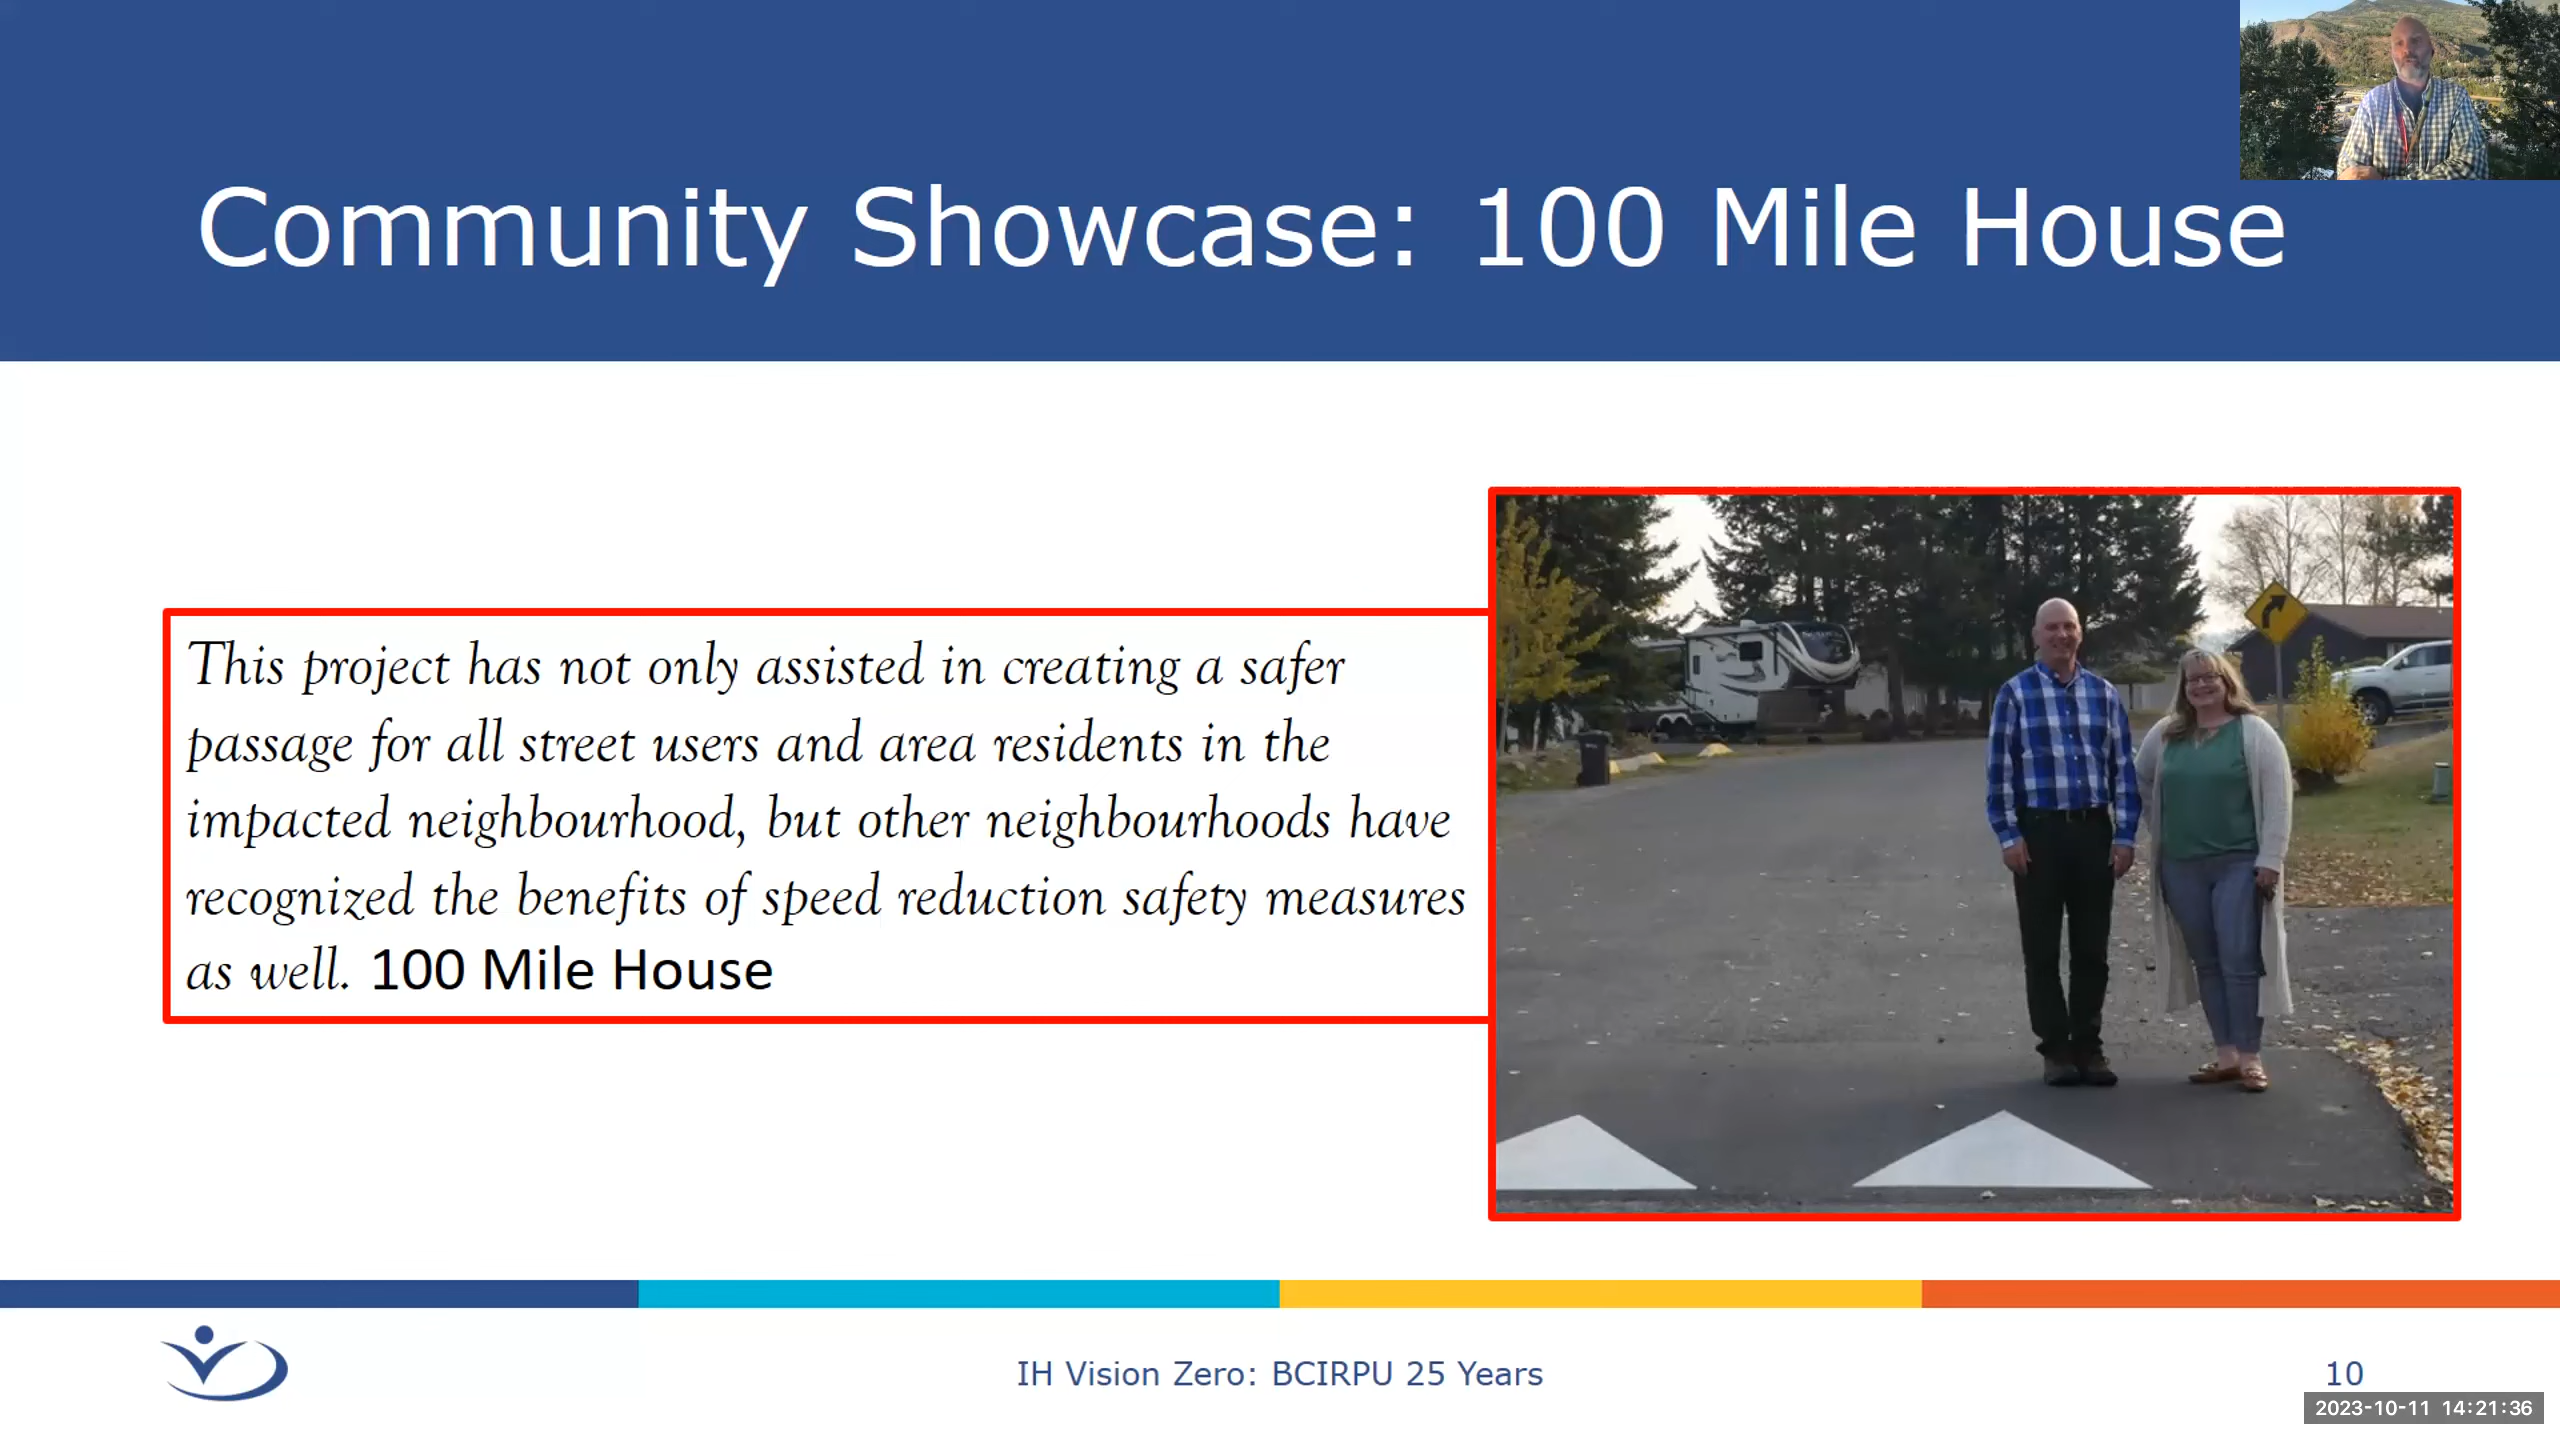 Community Showcase: 100 Mile House
This project has not only assisted in creating a safer
passage for all street users and area residents in the
impacted neighbourhood, but other neighbourhoods have
recognized the benefits of speed reduction safety measures
as well. 100 Mile House
IH Vision Zero: BCIRPU 25 Years
10
2023-10-11 14:21:36